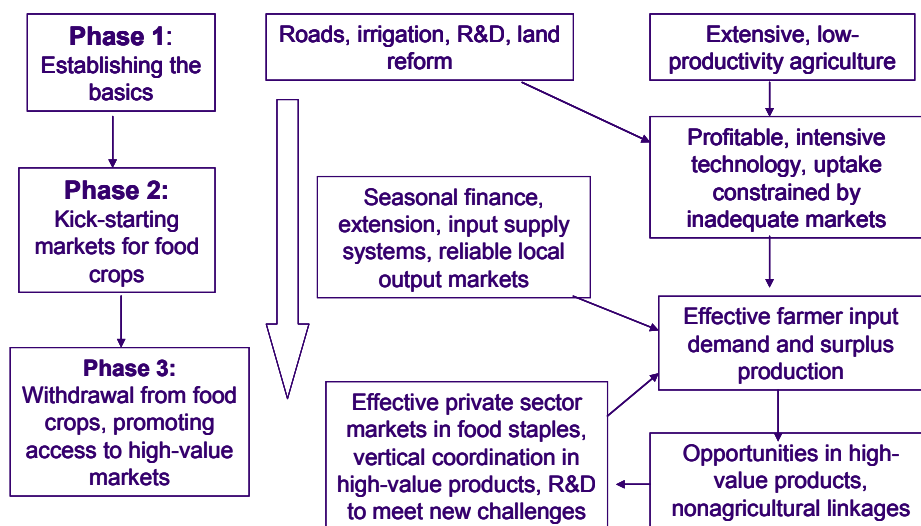 Phase 1:
Establishing the
basics
Phase 2:
Kick-starting
markets for food
crops
Phase 3:
Withdrawal from food
crops, promoting
access to high-value
markets
Roads, irrigation, R&D, land
reform
Seasonal finance,
extension, input supply
systems, reliable local
output markets
Effective private sector
markets in food staples,
vertical coordination in
high-value products, R&D
to meet new challenges
Extensive, low-
productivity agriculture
Profitable, intensive
technology, uptake
constrained by
inadequate markets
Effective farmer input
demand and surplus
production
Opportunities in high-
value products,
nonagricultural linkages